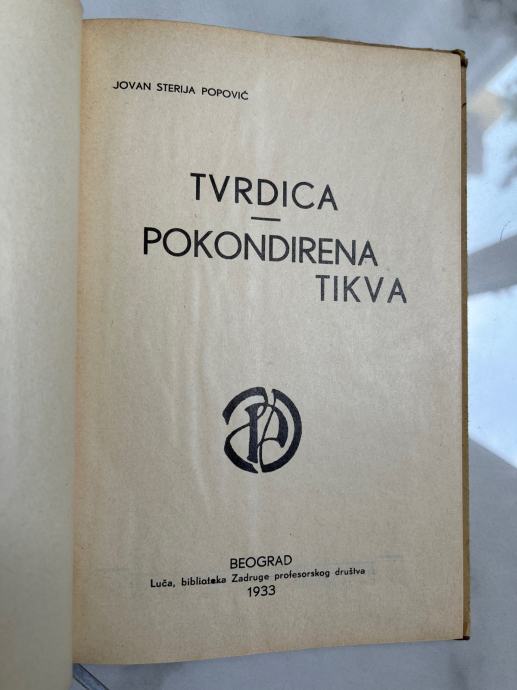 JOVAN STERIJA POPOVIĆ
TVRDICA
—
POKONDIRENA
TIKVA
BEOGRAD
Luča, biblioteka Zadruge profesorskog društva
1933